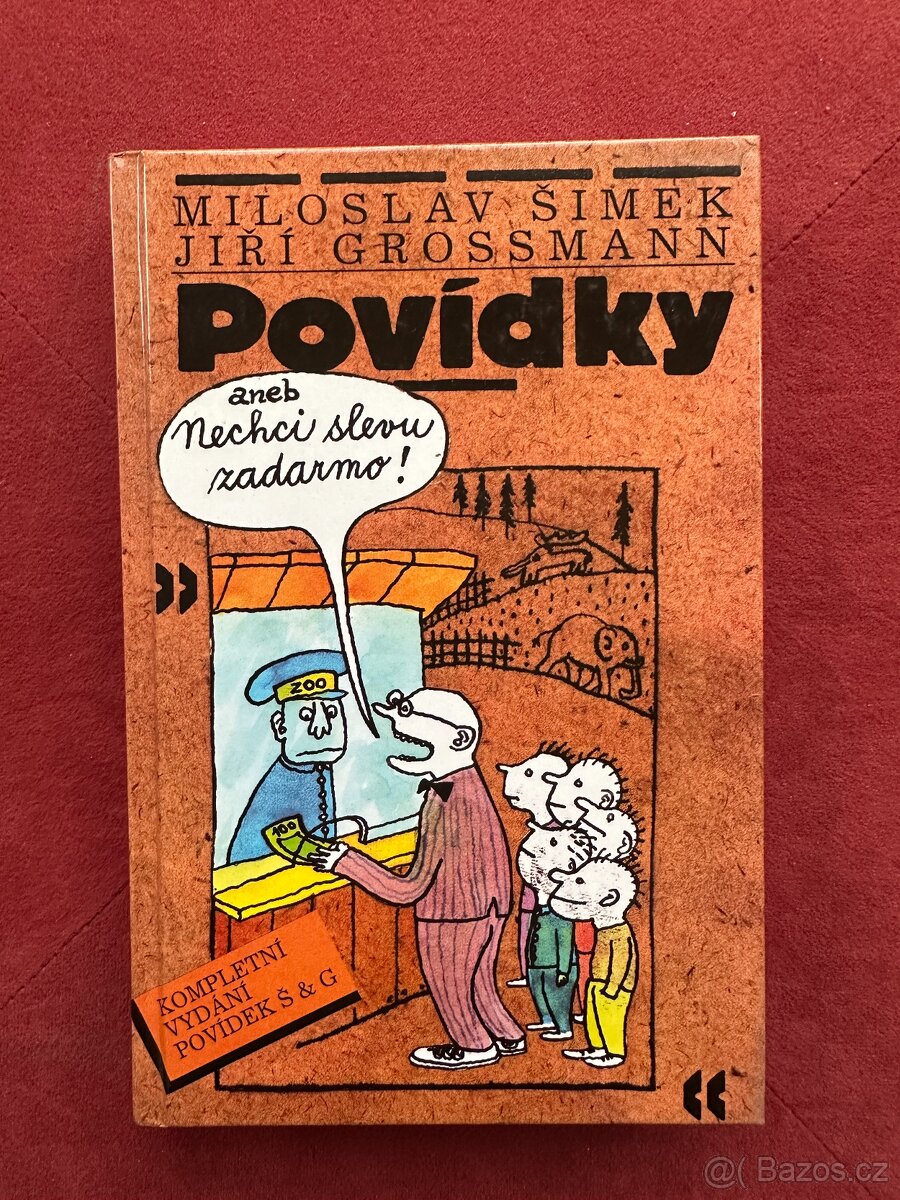 MILOSLAV ŠIMEK
JIŘÍ GROSSMANN
Povídky
aneb
Nechci slevu
zadarmo!
ZOO
100
KOMPLETNÍ
VYDÁNÍ
POVÍDEK Š & G
@( Bazos.cz